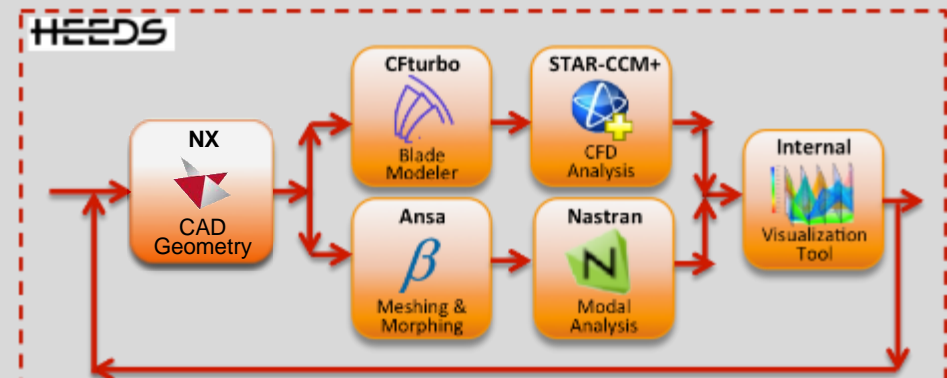 HEEDS
NX
CAD
Geometry
CFturbo
Blade
Modeler
STAR-CCM+
CFD
Analysis
Ansa
β
Meshing &
Morphing
Nastran
N
Modal
Analysis
Internal
Visualization
Tool